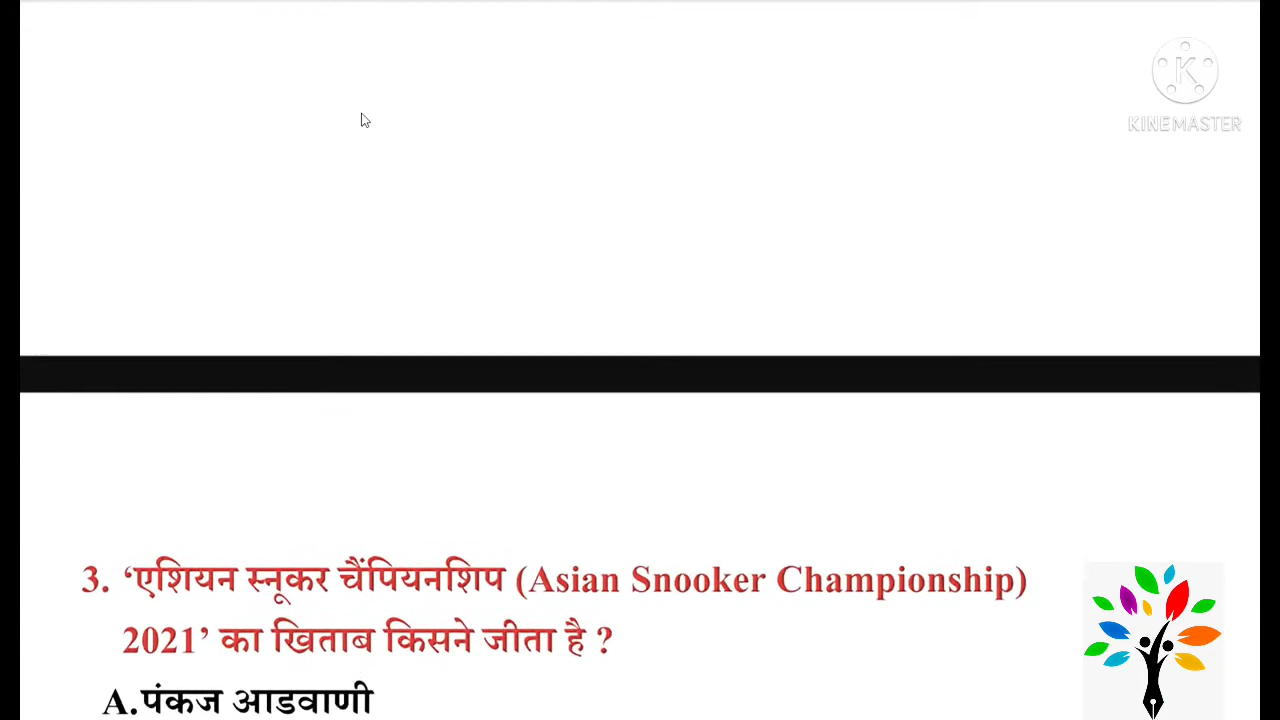 KINEMASTER
3. ‘एशियन स्नूकर चैंपियनशिप (Asian Snooker Championship)
2021’ का खिताब किसने जीता है ?
A.पंकज आडवाणी